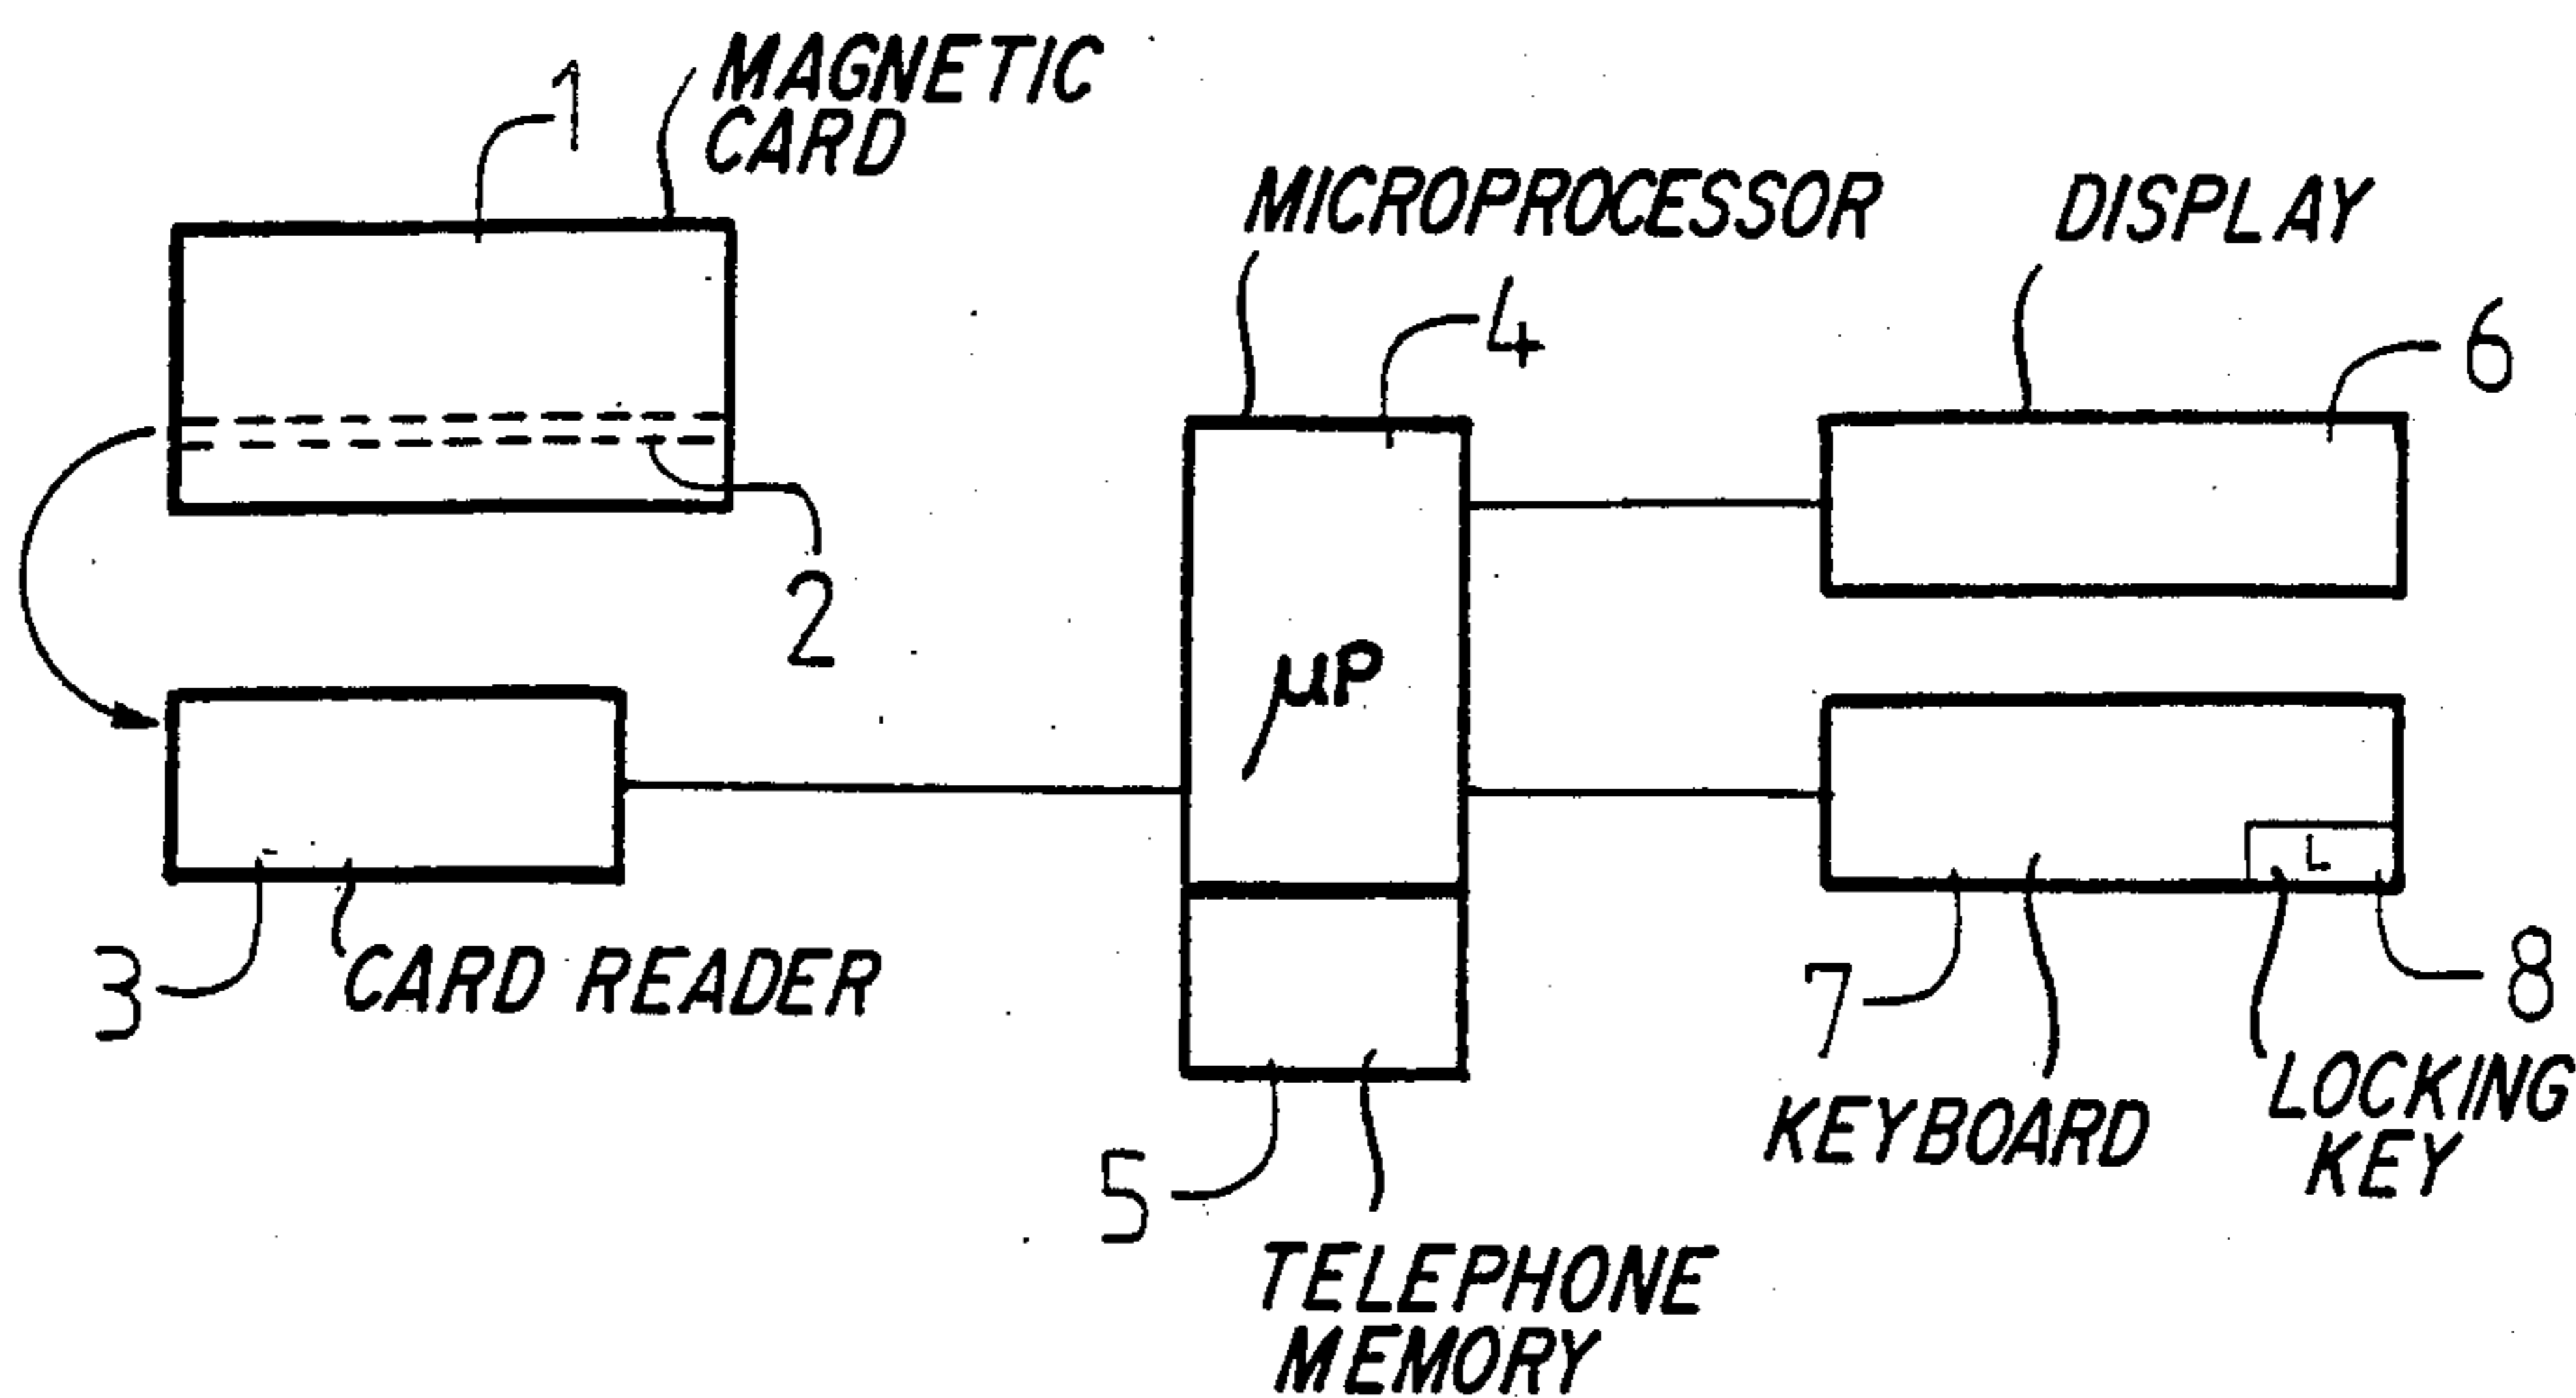 1
MAGNETIC
CARD
MICROPROCESSOR
DISPLAY
4
6
2
μP
L
3
CARD READER
7
8
KEYBOARD
LOCKING
KEY
5
TELEPHONE
MEMORY